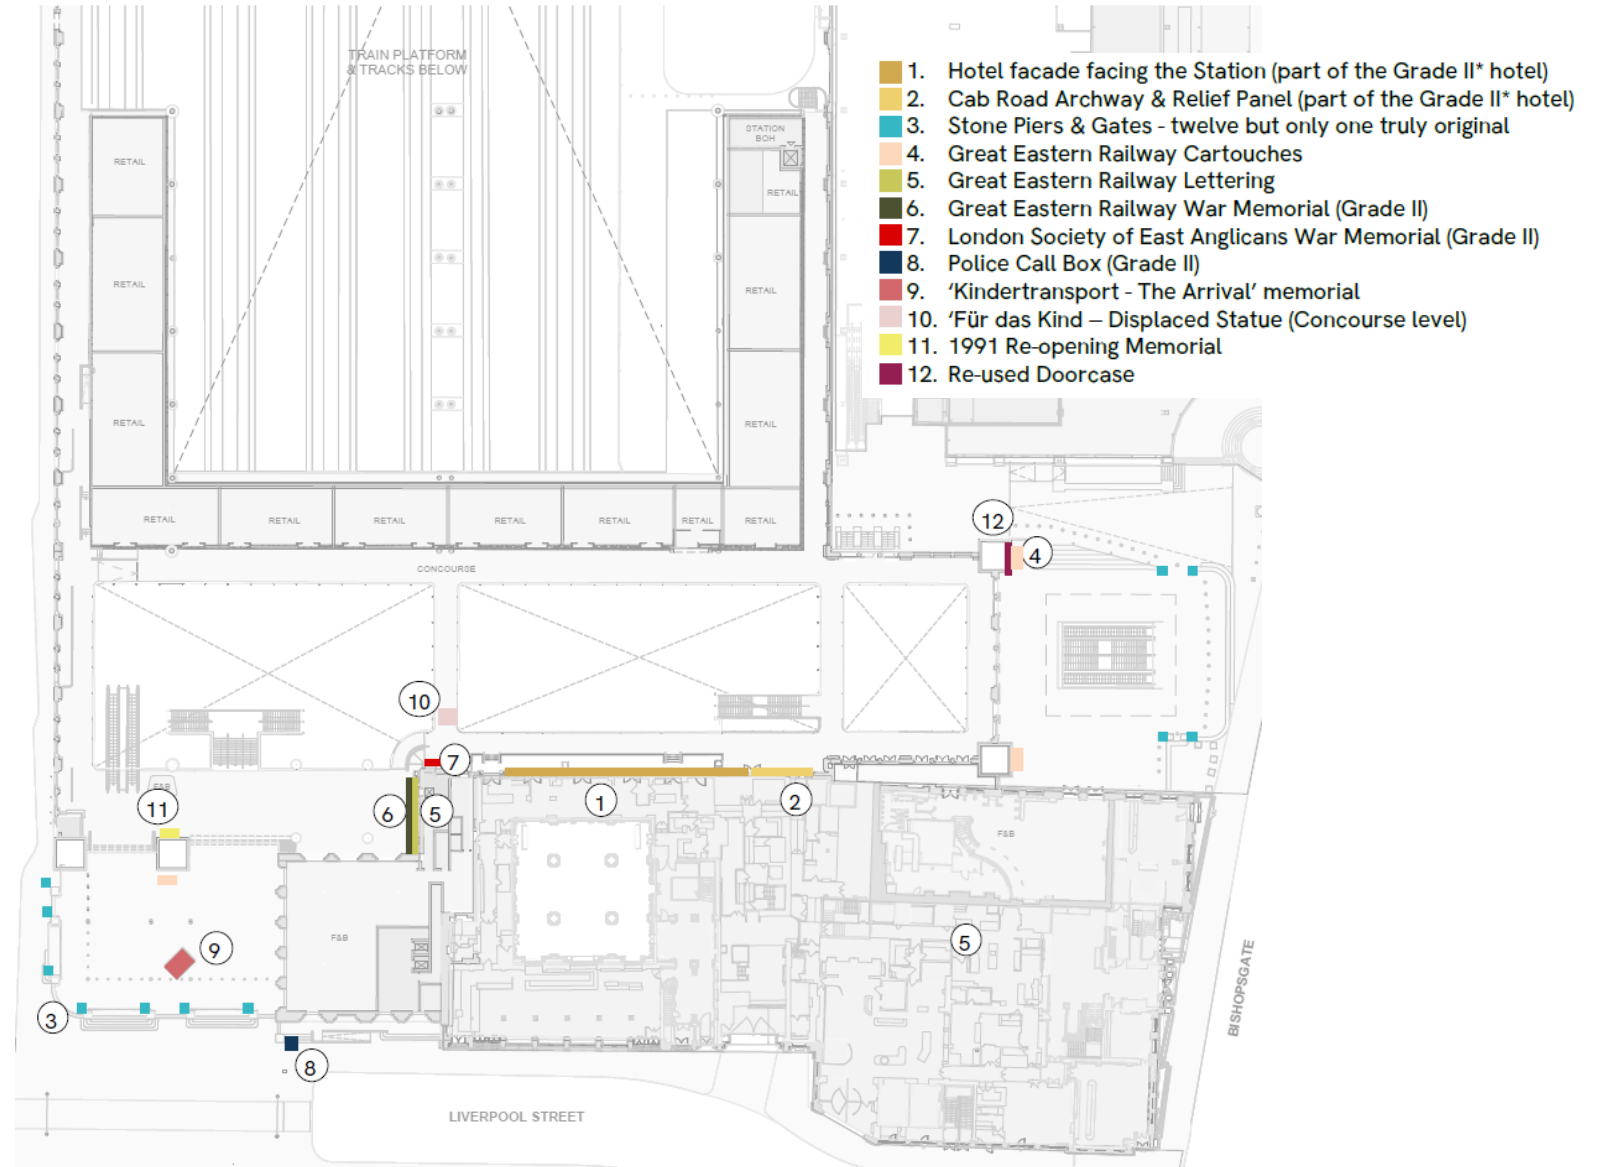 TRAIN PLATFORM
& TRACKS BELOW
1. Hotel facade facing the Station (part of the Grade II* hotel)
2. Cab Road Archway & Relief Panel (part of the Grade II* hotel)
3. Stone Piers & Gates - twelve but only one truly original
4. Great Eastern Railway Cartouches
5. Great Eastern Railway Lettering
6. Great Eastern Railway War Memorial (Grade II)
7. London Society of East Anglicans War Memorial (Grade II)
8. Police Call Box (Grade II)
9. ‘Kindertransport - The Arrival’ memorial
10. ‘Für das Kind – Displaced Statue (Concourse level)
11. 1991 Re-opening Memorial
12. Re-used Doorcase
STATION
BOH
RETAIL
RETAIL
RETAIL
RETAIL
RETAIL
RETAIL
RETAIL
RETAIL
RETAIL
RETAIL
RETAIL
RETAIL
RETAIL
RETAIL
12
4
CONCOURSE
10
7
F&B
11
6
5
1
2
F&B
F&B
9
5
3
8
BISHOPSGATE
LIVERPOOL STREET